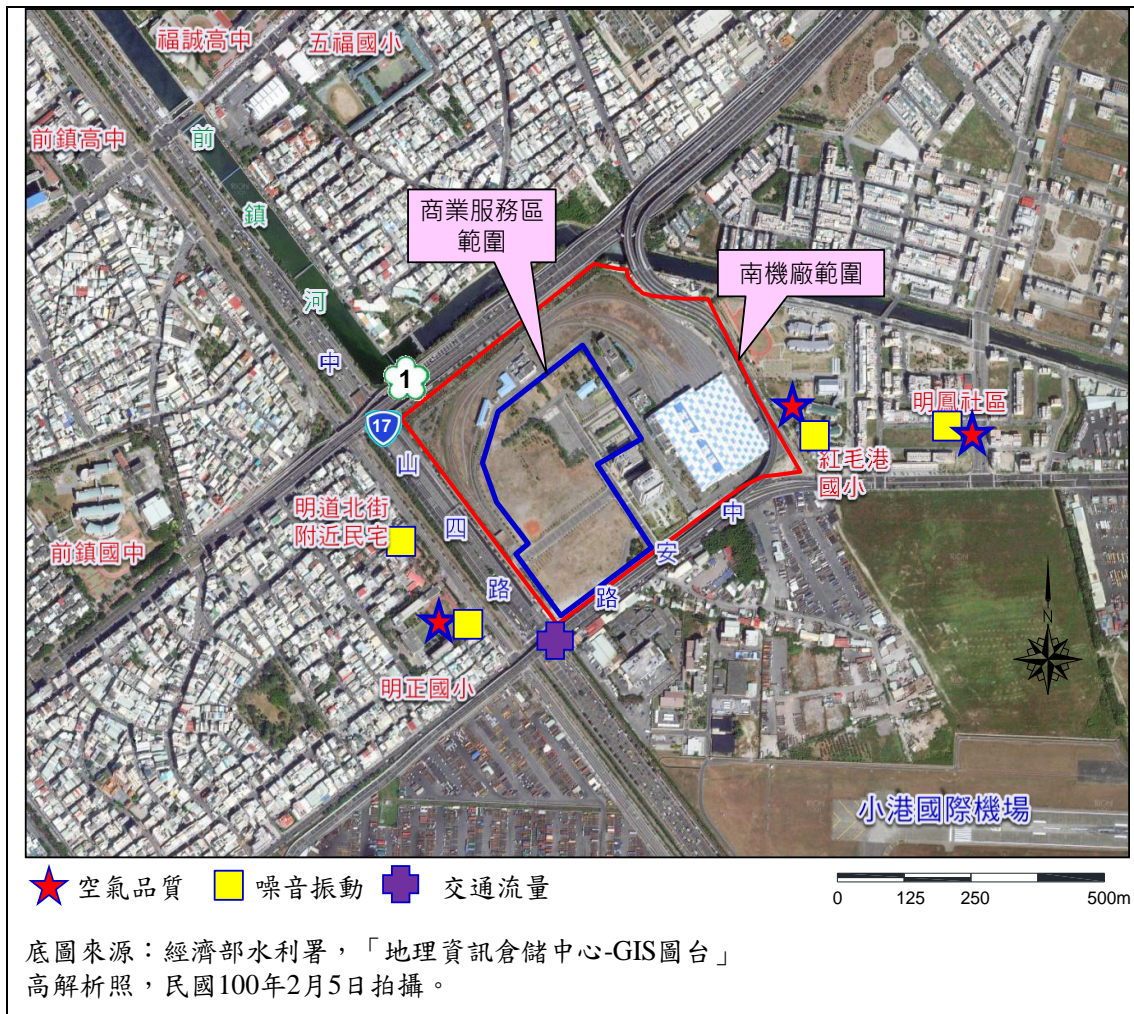 福誠高中
五福國小
前鎮高中
前
鎮
河
商業服務區
範圍
南機廠範圍
1
17
中
山
四
路
明鳳社區
紅毛港
國小
明道北街
附近民宅
前鎮國中
中
安
路
明正國小
N
小港國際機場
空氣品質
噪音振動
交通流量
0 125 250 500m
底圖來源：經濟部水利署，「地理資訊倉儲中心-GIS圖台」
高解析照，民國100年2月5日拍攝。